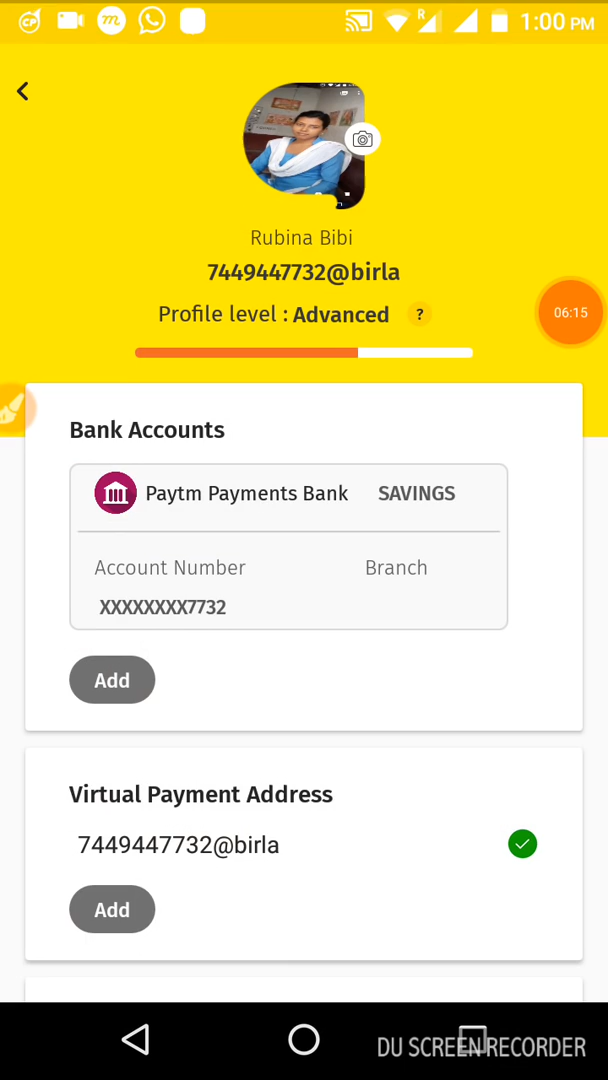 R 1:00 PM
Rubina Bibi
7449447732@birla
Profile level : Advanced ?
06:15
Bank Accounts
Paytm Payments Bank SAVINGS
Account Number Branch
XXXXXXXX7732
Add
Virtual Payment Address
7449447732@birla
Add
DU SCREEN RECORDER